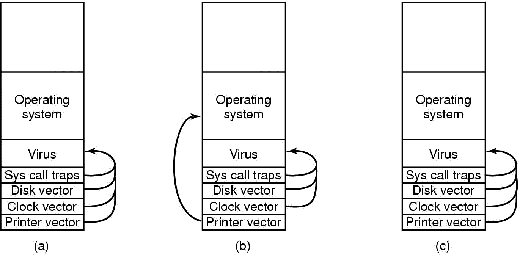 Operating
system
Virus
Sys call traps
Disk vector
Clock vector
Printer vector
(a)
Operating
system
Virus
Sys call traps
Disk vector
Clock vector
Printer vector
(b)
Operating
system
Virus
Sys call traps
Disk vector
Clock vector
Printer vector
(c)